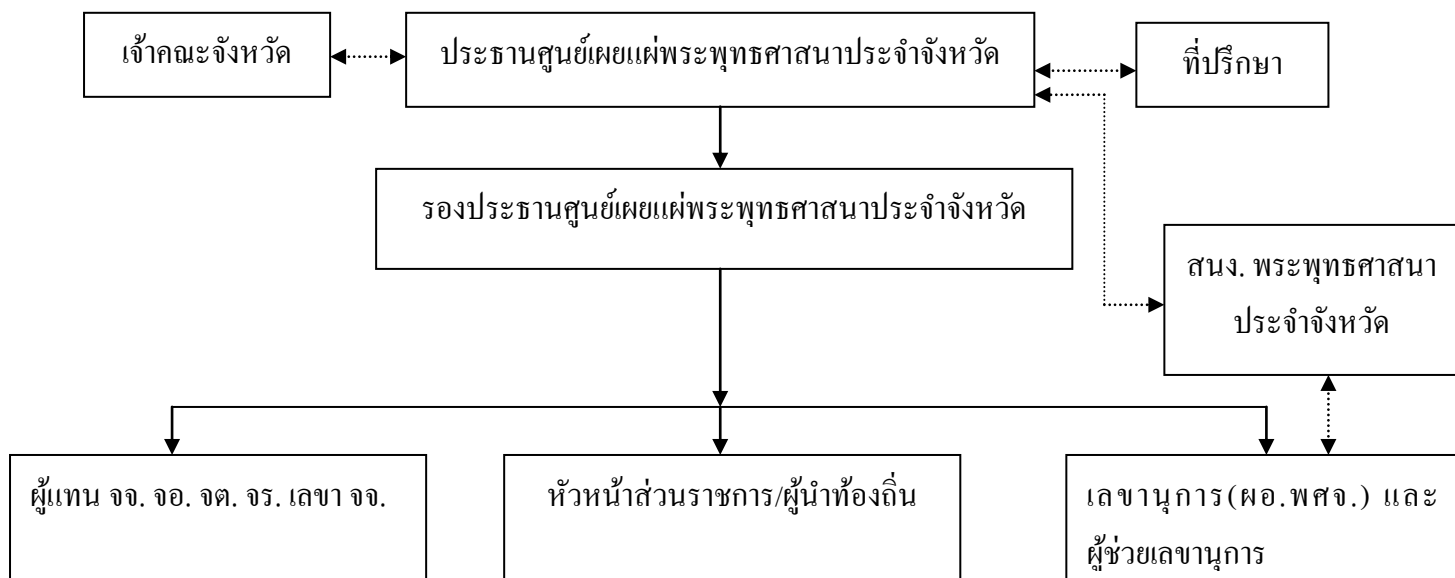 เจ้าคณะจังหวัด
ประธานศูนย์เผยแผ่พระพุทธศาสนาประจำจังหวัด
ที่ปรึกษา
รองประธานศูนย์เผยแผ่พระพุทธศาสนาประจำจังหวัด
สนง. พระพุทธศาสนา
ประจำจังหวัด
ผู้แทน จจ. จอ. จต. จร. เลขา จจ.
หัวหน้าส่วนราชการ/ผู้นำท้องถิ่น
เลขานุการ(ผอ.พศจ.) และ
ผู้ช่วยเลขานุการ